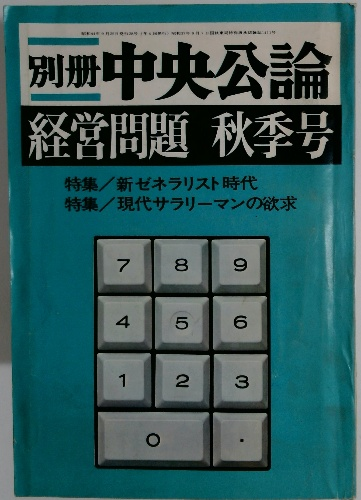 別冊 中央公論
経営問題 秋季号
特集/新ゼネラリスト時代
特集/現代サラリーマンの欲求
7 8 9
4 5 6
1 2 3
0 .